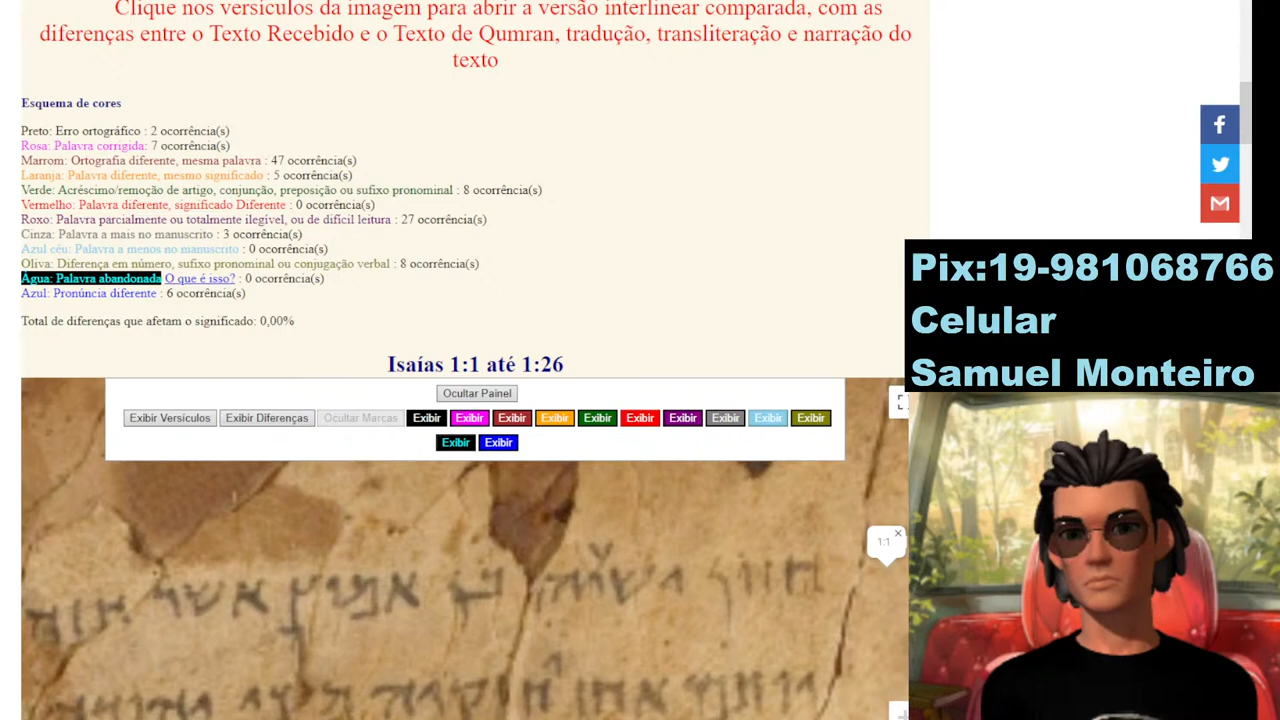 Clique nos versículos da imagem para abrir a versão interlinear comparada, com as
diferenças entre o Texto Recebido e o Texto de Qumran, tradução, transliteração e narração do
texto
Esquema de cores
Preto: Erro ortográfico : 2 ocorrência(s)
Rosa: Palavra corrigida: 7 ocorrência(s)
Marrom: Ortografia diferente, mesma palavra : 47 ocorrência(s)
Laranja: Palavra diferente, mesmo significado : 5 ocorrência(s)
Verde: Acréscimo/remoção de artigo, conjunção, preposição ou sufixo pronominal : 8 ocorrência(s)
Vermelho: Palavra diferente, significado Diferente : 0 ocorrência(s)
Roxo: Palavra parcialmente ou totalmente ilegível, ou de difícil leitura : 27 ocorrência(s)
Cinza: Palavra a mais no manuscrito : 3 ocorrência(s)
Azul céu: Palavra a menos no manuscrito : 0 ocorrência(s)
Oliva: Diferença em número, sufixo pronominal ou conjugação verbal : 8 ocorrência(s)
Água: Palavra abandonada O que é isso? : 0 ocorrência(s)
Azul: Pronúncia diferente : 6 ocorrência(s)
Total de diferenças que afetam o significado: 0,00%
Isaías 1:1 até 1:26
Ocultar Painel
Exibir Versículos Exibir Diferenças Ocultar Marcas Exibir Exibir Exibir Exibir Exibir Exibir Exibir Exibir Exibir Exibir
Exibir Exibir
1:1
חזון ישעיהו בן אמוץ אשר חזה
Pix:19-981068766
Celular
Samuel Monteiro